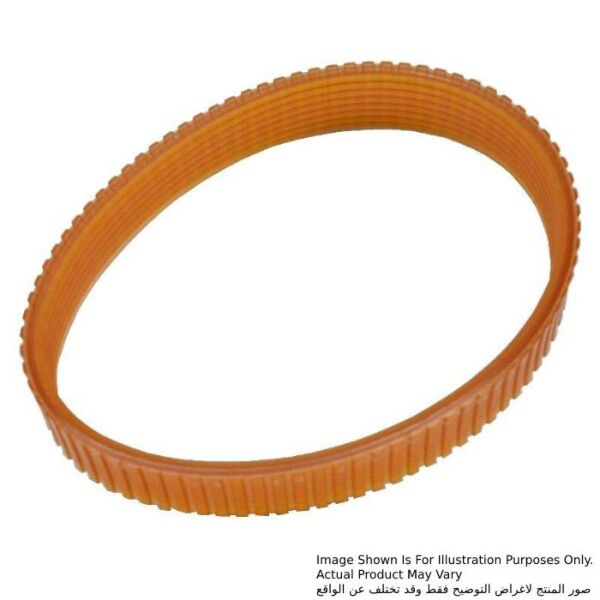 Image Shown Is For Illustration Purposes Only.
Actual Product May Vary
صور المنتج لاغراض التوضيح فقط وقد تختلف عن الواقع